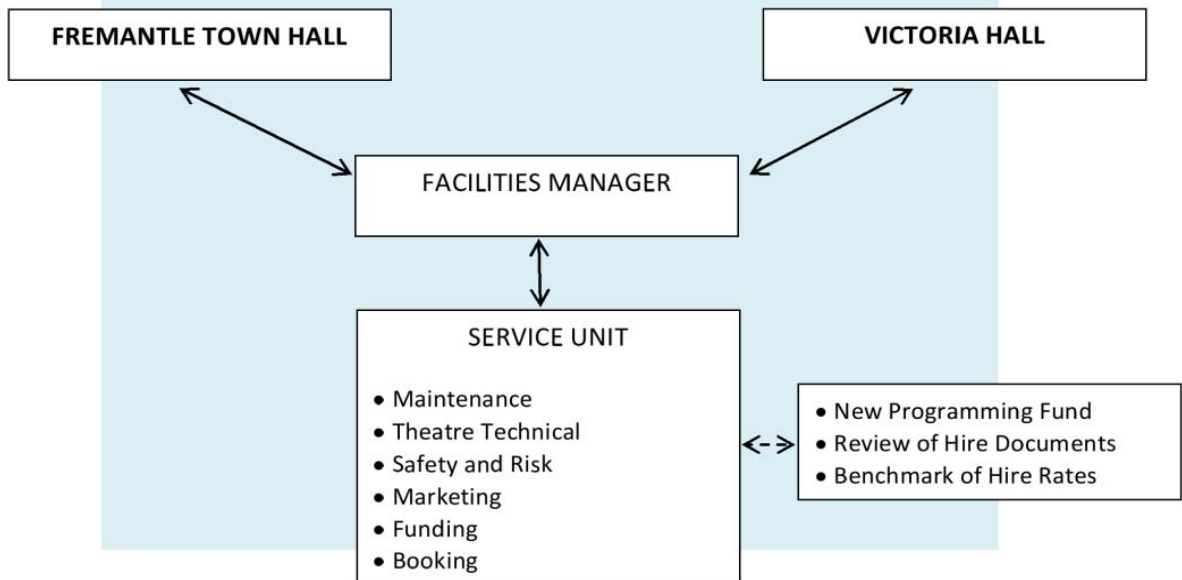 FREMANTLE TOWN HALL
VICTORIA HALL
FACILITIES MANAGER
SERVICE UNIT
• Maintenance
• Theatre Technical
• Safety and Risk
• Marketing
• Funding
• Booking
• New Programming Fund
• Review of Hire Documents
• Benchmark of Hire Rates